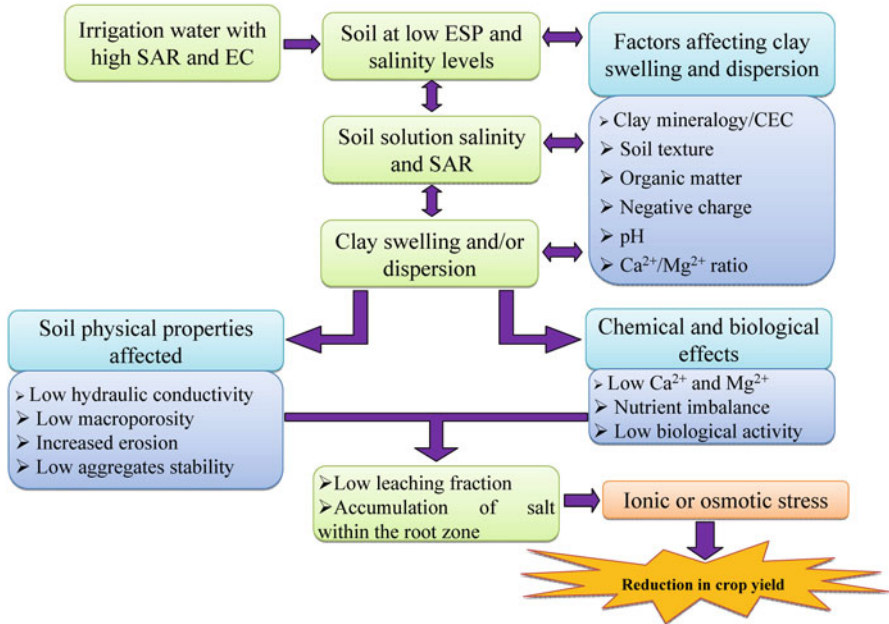 Irrigation water with
high SAR and EC
Soil at low ESP and
salinity levels
Factors affecting clay
swelling and dispersion
➢ Clay mineralogy/CEC
➢ Soil texture
➢ Organic matter
➢ Negative charge
➢ pH
➢ Ca²⁺/Mg²⁺ ratio
Soil solution salinity
and SAR
Clay swelling and/or
dispersion
Soil physical properties
affected
➢ Low hydraulic conductivity
➢ Low macroporosity
➢ Increased erosion
➢ Low aggregates stability
Chemical and biological
effects
➢ Low Ca²⁺ and Mg²⁺
➢ Nutrient imbalance
➢ Low biological activity
➢Low leaching fraction
➢Accumulation of salt
within the root zone
Ionic or osmotic stress
Reduction in crop yield